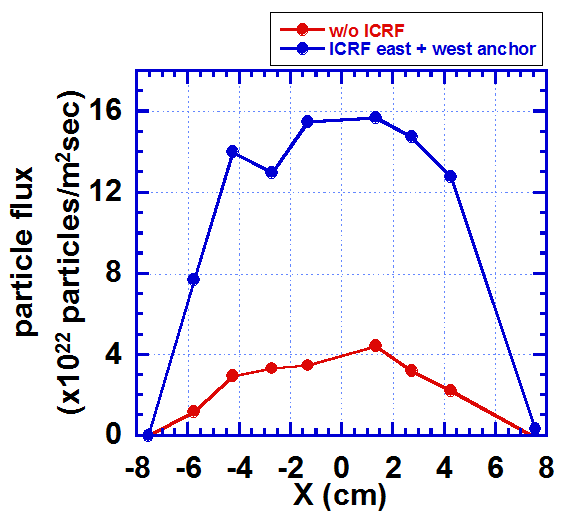 w/o ICRF
ICRF east + west anchor
particle flux
(x10²² particles/m²sec)
16
12
8
4
0
-8 -6 -4 -2 0 2 4 6 8
X (cm)